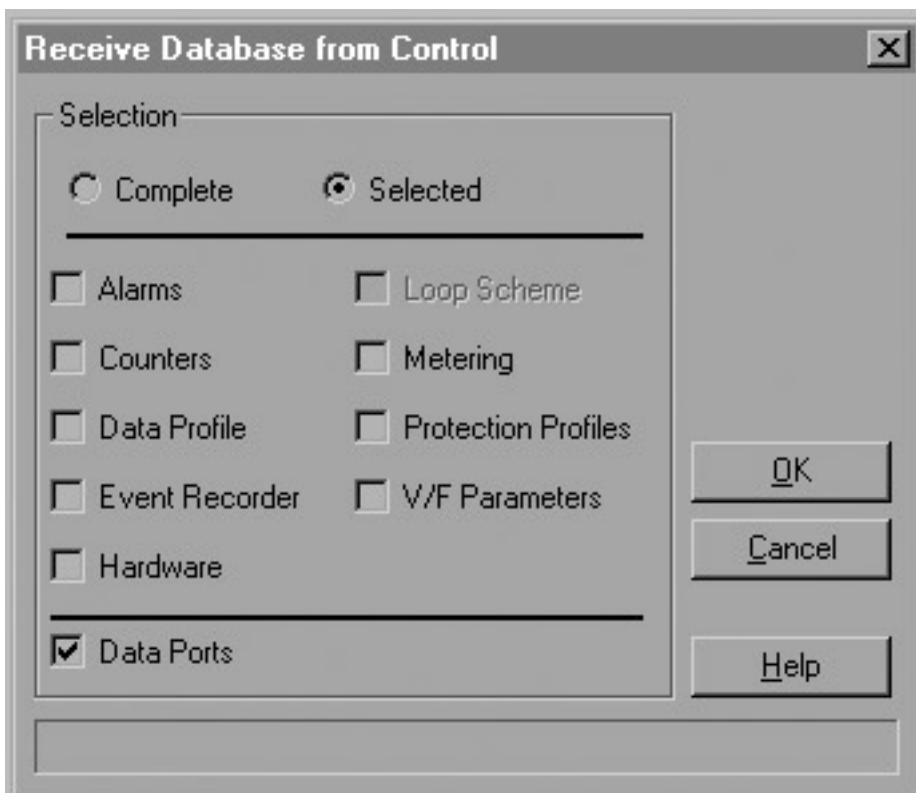 Receive Database from Control
Selection
Complete Selected
Alarms Loop Scheme
Counters Metering
Data Profile Protection Profiles
Event Recorder V/F Parameters
Hardware
Data Ports
OK
Cancel
Help